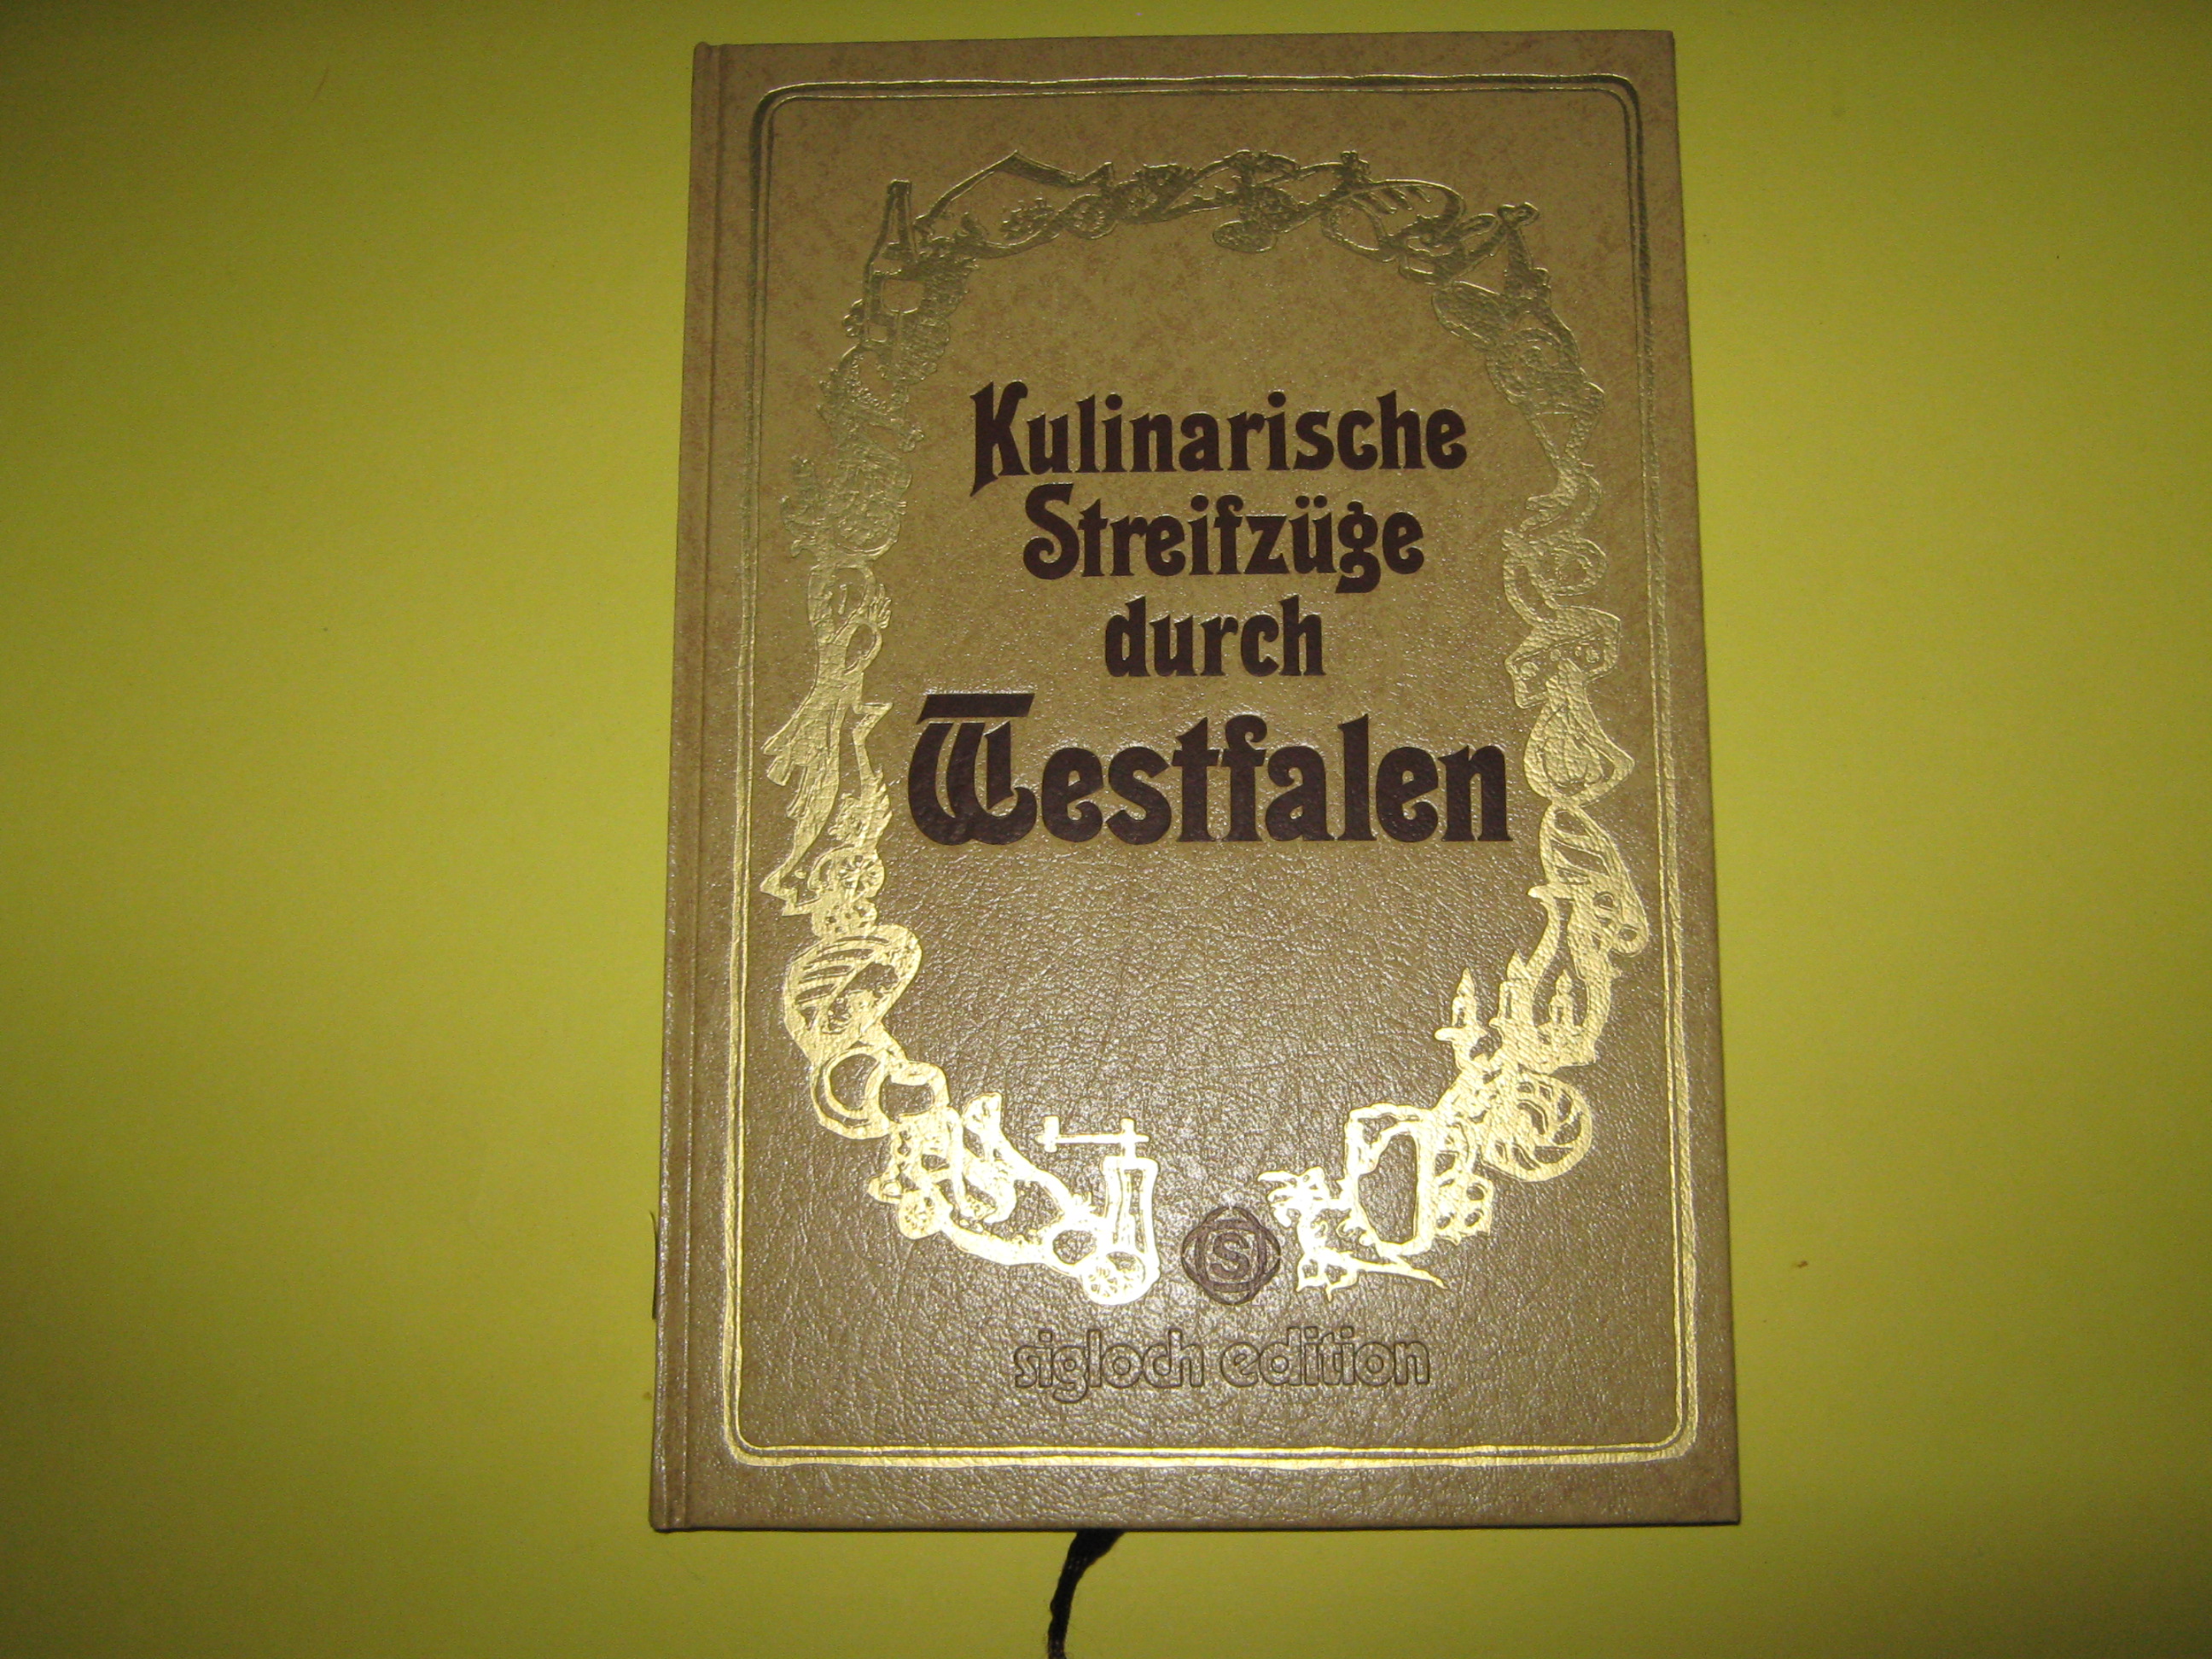 Kulinarische
Streifzüge
durch
Westfalen
S
sigloch edition